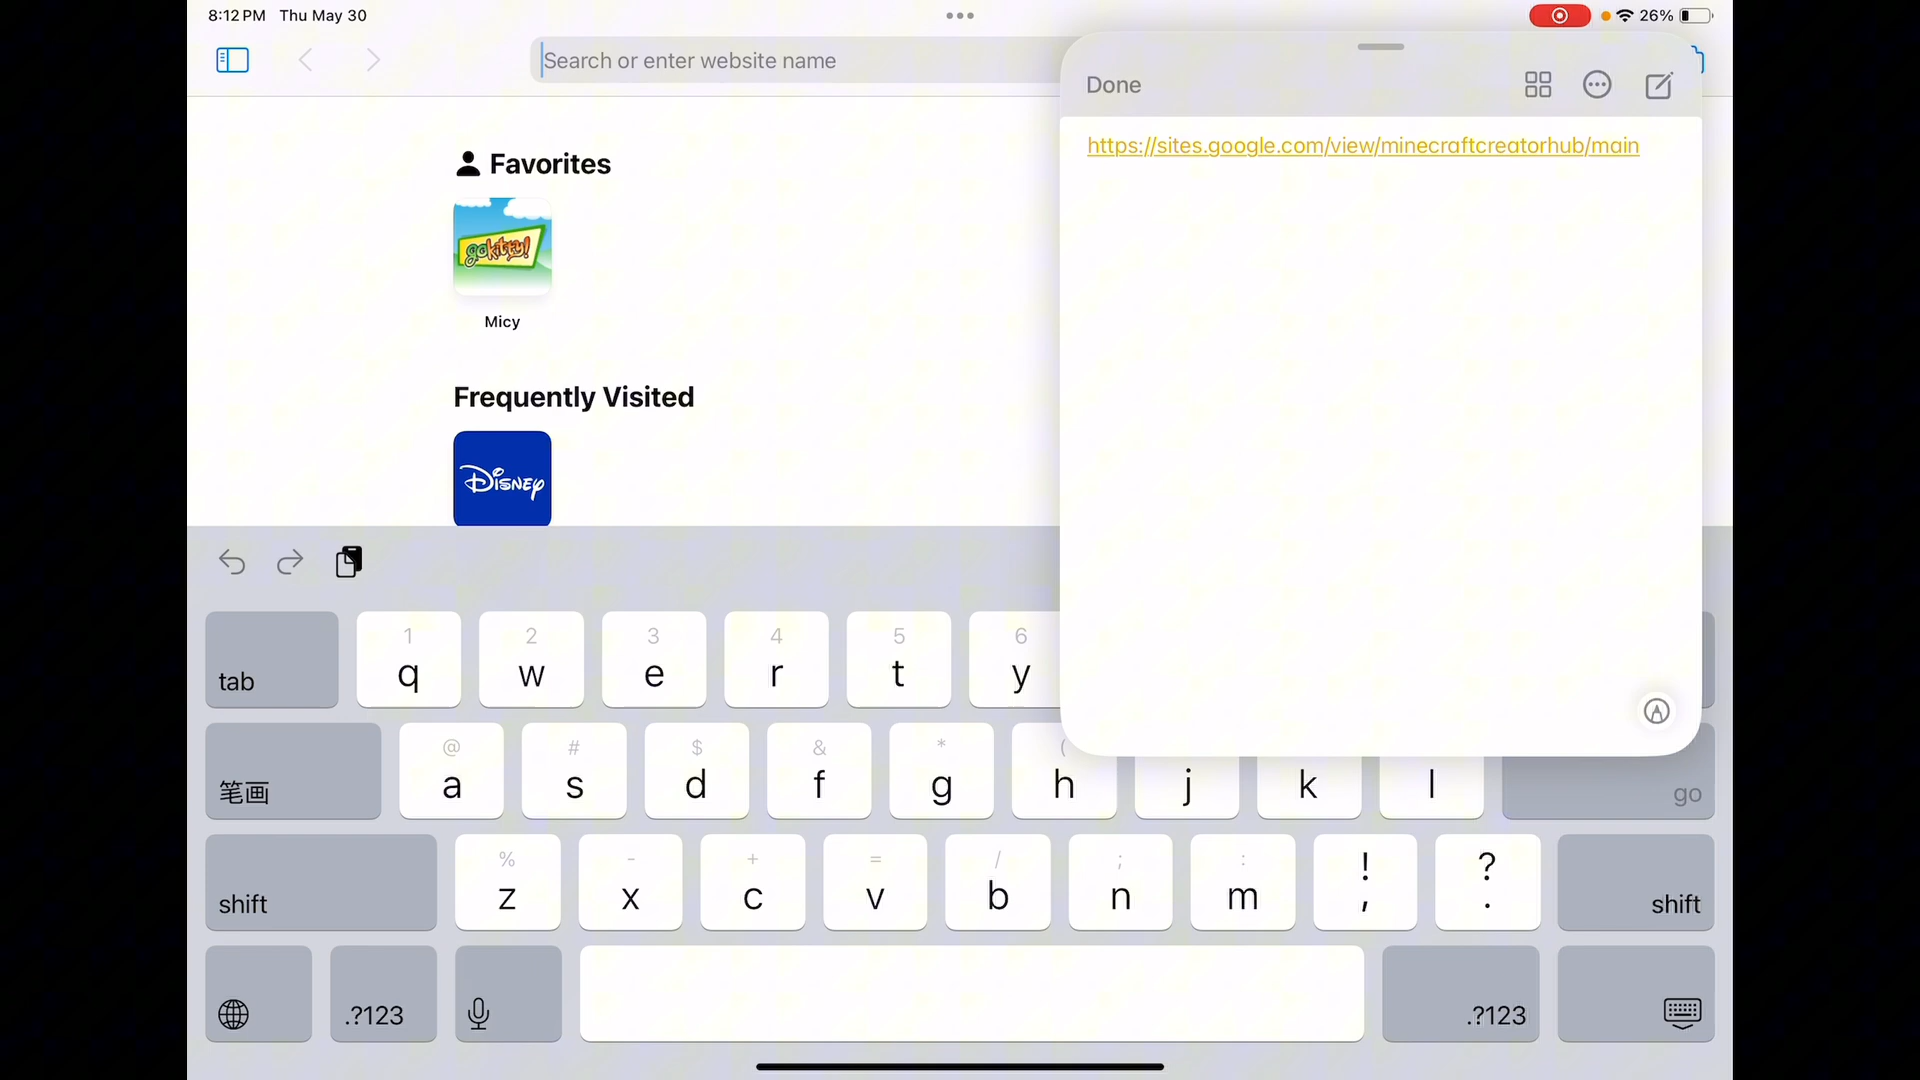 8:12 PM Thu May 30
26%
Search or enter website name
Done
https://sites.google.com/view/minecraftcreatorhub/main
Favorites
gokitty!
Micy
Frequently Visited
Disney
tab
1 2 3 4 5 6
q w e r t y
笔画
@ # $ & * (
a s d f g h j k l
go
shift
% - + = / ; : ! ?
z x c v b n m , .
shift
.?123
.?123